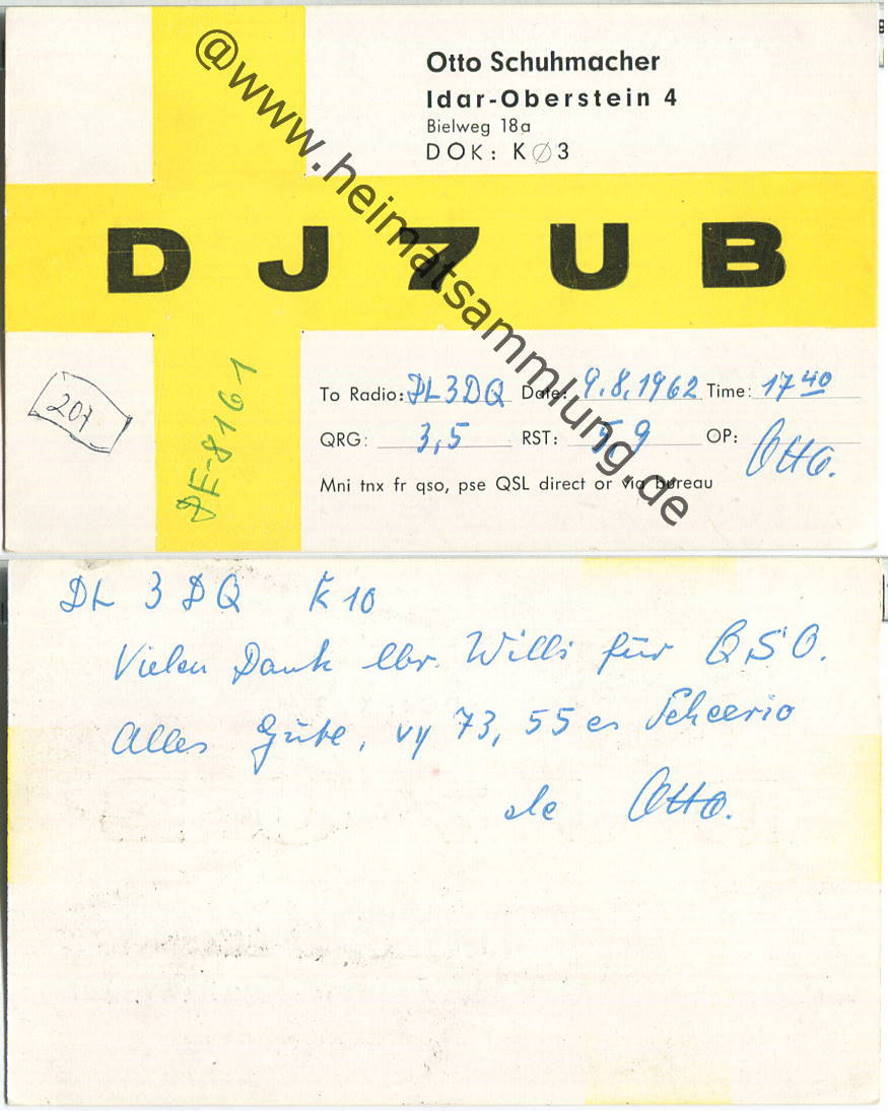 Otto Schuhmacher
Idar-Oberstein 4
Bielweg 18a
DOK: KØ3
DJ7UB
@www.heimatsammlung.de
207
DE-8161
To Radio: DL3DQ Date: 9.8.1962 Time: 17 40
QRG: 3,5 RST: 5,9 OP: Otto.
Mni tnx fr qso, pse QSL direct or via bureau
DL 3 DQ K 10
Vielen Dank lbr. Willi für QSO.
Alles Gute, vy 73, 55 es
de Otto.